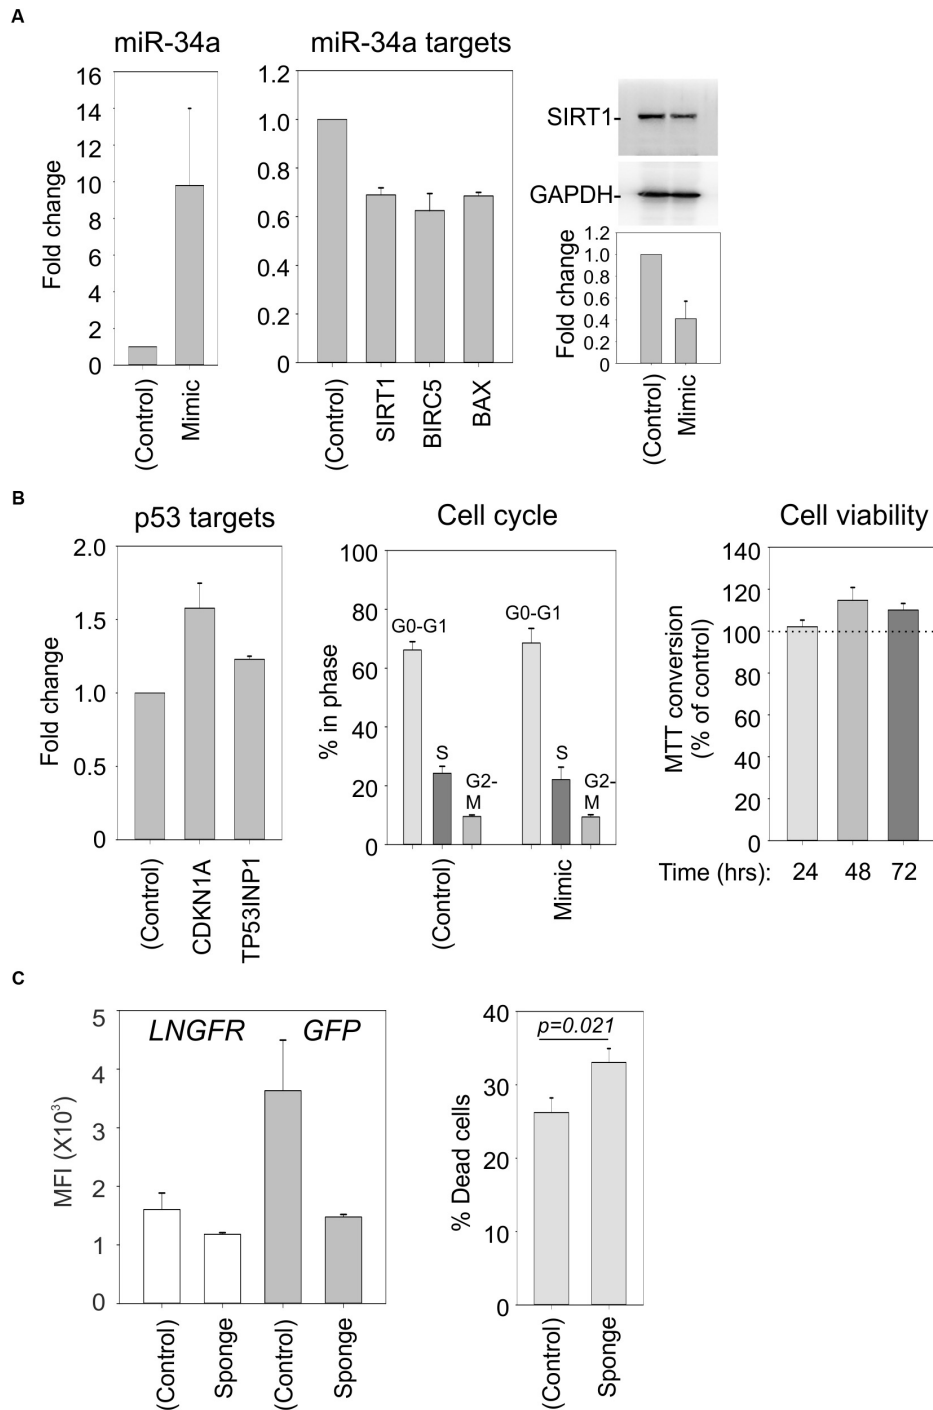 A
miR-34a
miR-34a targets
Fold change
16
14
12
10
8
6
4
2
0
(Control)
Mimic
1.2
1.0
0.8
0.6
0.4
0.2
0
(Control)
SIRT1
BIRC5
BAX
SIRT1-
GAPDH-
Fold change
1.2
1.0
0.8
0.6
0.4
0.2
0
(Control)
Mimic
B
p53 targets
Fold change
2.0
1.5
1.0
0.5
0
(Control)
CDKN1A
TP53INP1
Cell cycle
% in phase
100
80
60
40
20
0
G0-G1
S
G2-
M
G0-G1
S
G2-
M
(Control)
Mimic
Cell viability
MTT conversion
(% of control)
140
120
100
80
60
40
20
0
Time (hrs): 24 48 72
C
MFI (X10³)
5
4
3
2
1
0
LNGFR GFP
(Control)
Sponge
(Control)
Sponge
% Dead cells
40
30
20
10
0
p=0.021
(Control)
Sponge